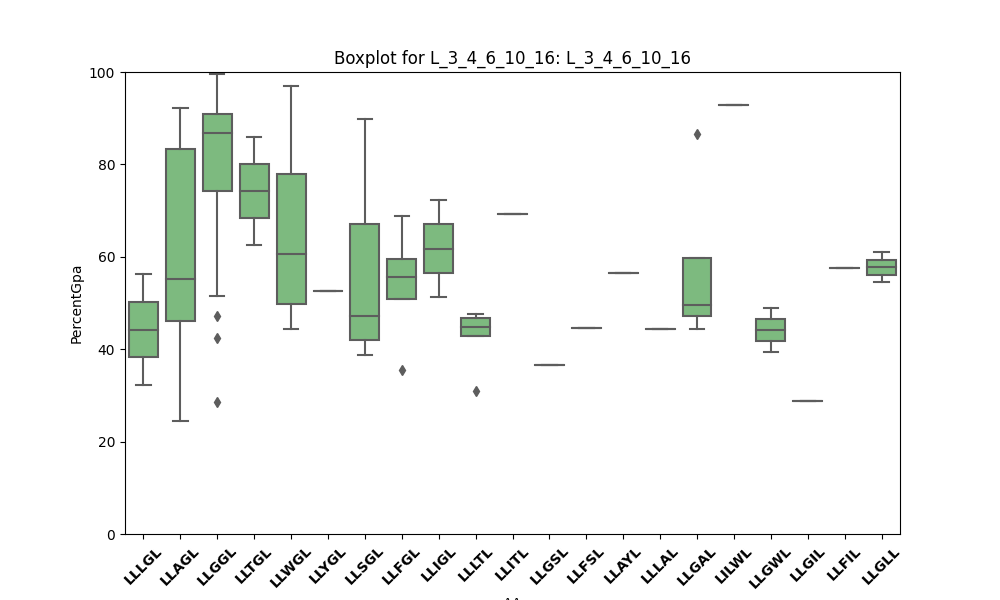 Boxplot for L_3_4_6_10_16: L_3_4_6_10_16
100
80
60
40
20
0
PercentGpa
LLLGL LLAGL LLGGL LLTGL LLWGL LLYGL LLSGL LLFGL LLIGL LLLTL LLITL LLGSL LLFSL LLAYL LLLAL LLGAL LILWL LLGWL LLGIL LLFIL LLGLL